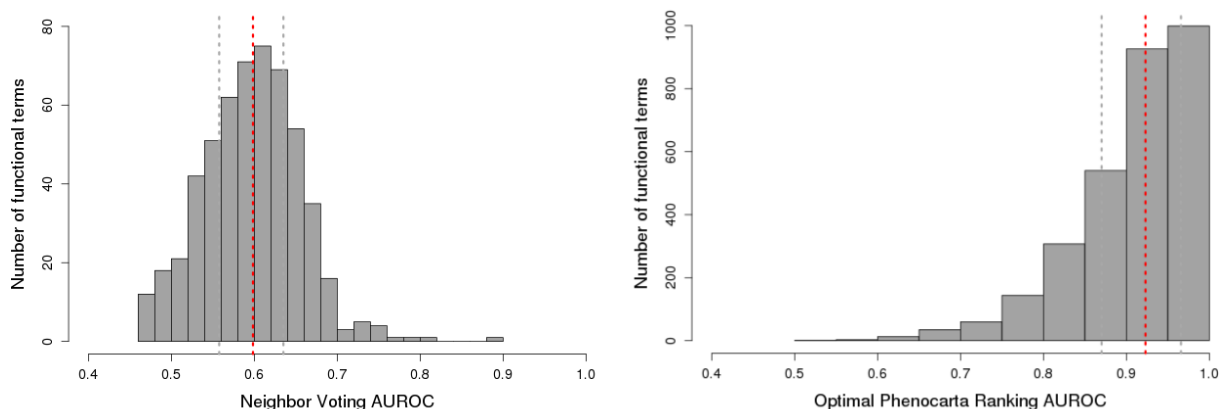 Number of functional terms
80
60
40
20
0
0.4 0.5 0.6 0.7 0.8 0.9 1.0
Neighbor Voting AUROC
Number of functional terms
1000
800
600
400
200
0
0.4 0.5 0.6 0.7 0.8 0.9 1.0
Optimal Phenocarta Ranking AUROC